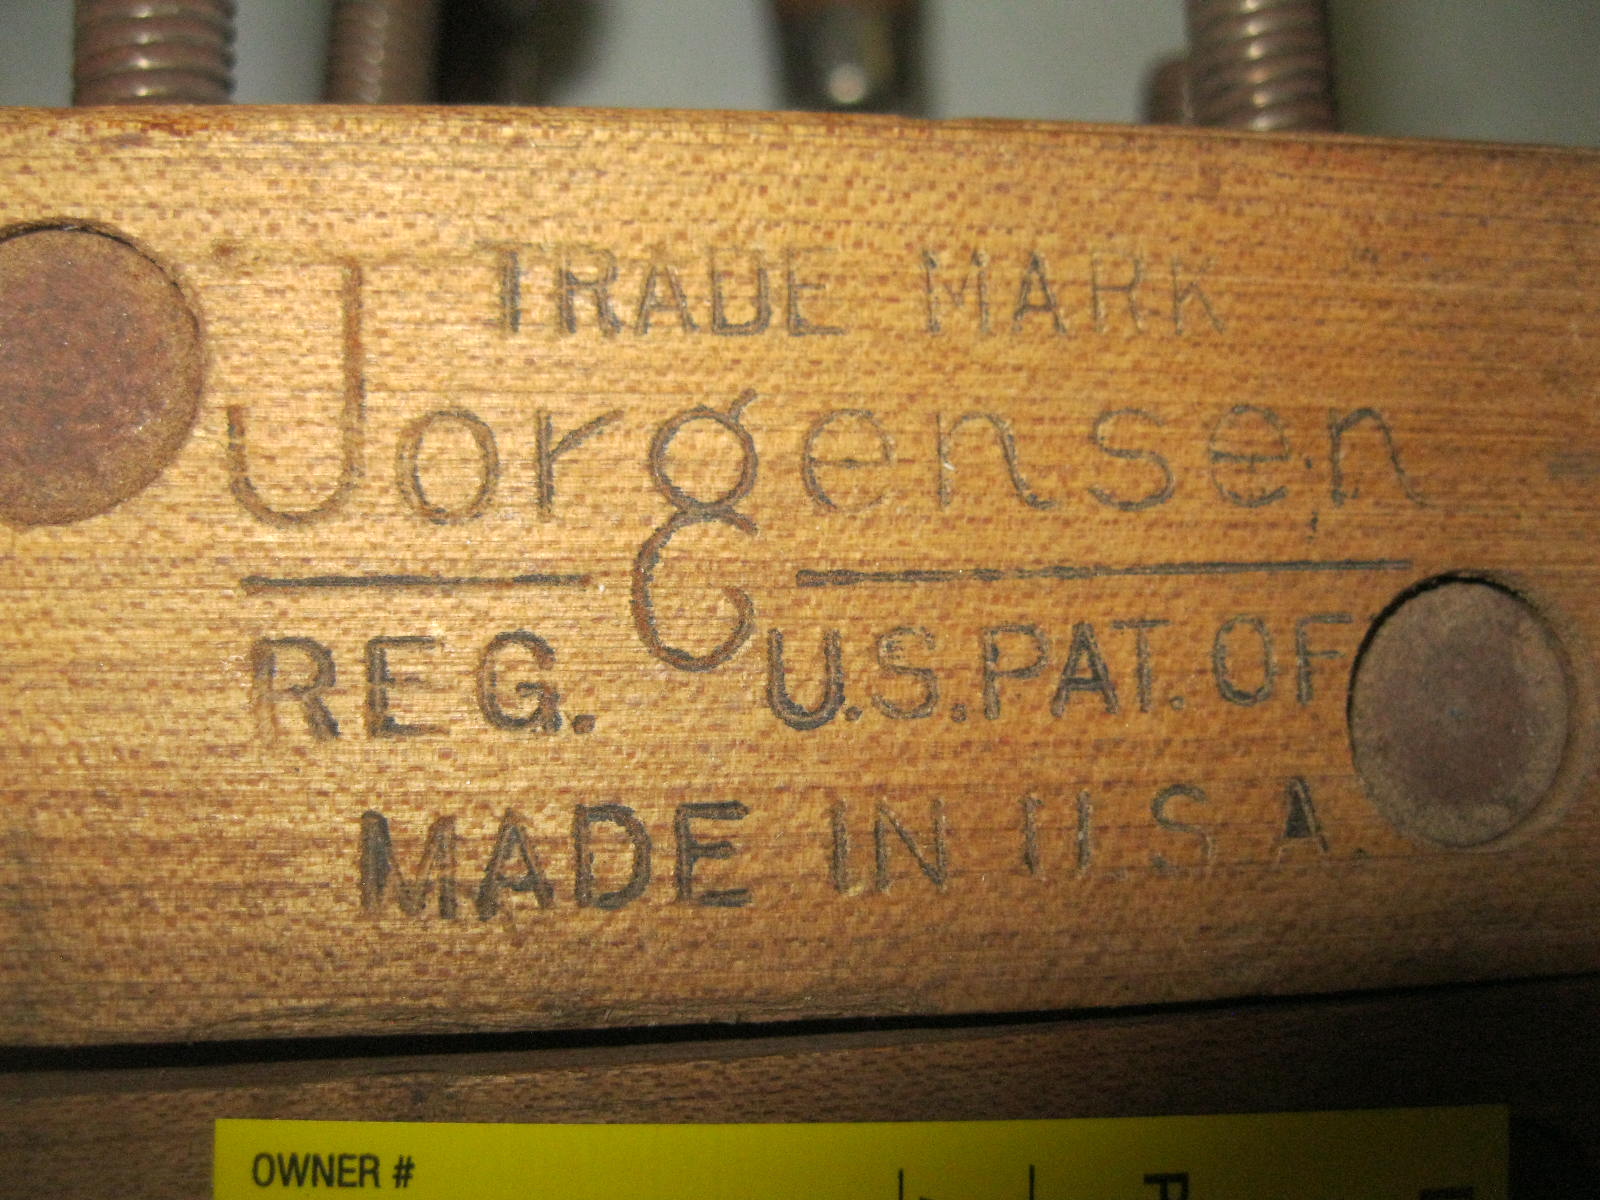 TRADE MARK
Jorgensen
REG. U.S. PAT. OF
MADE IN U.S.A.
OWNER #